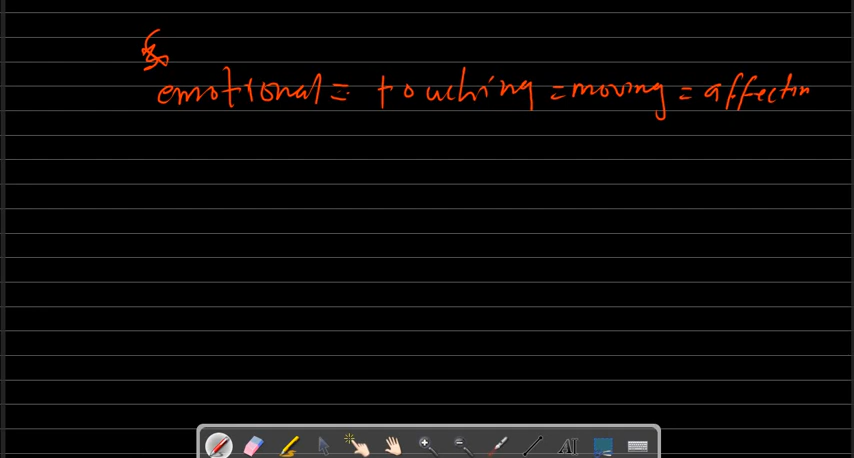 emotional = touching = moving = affectin